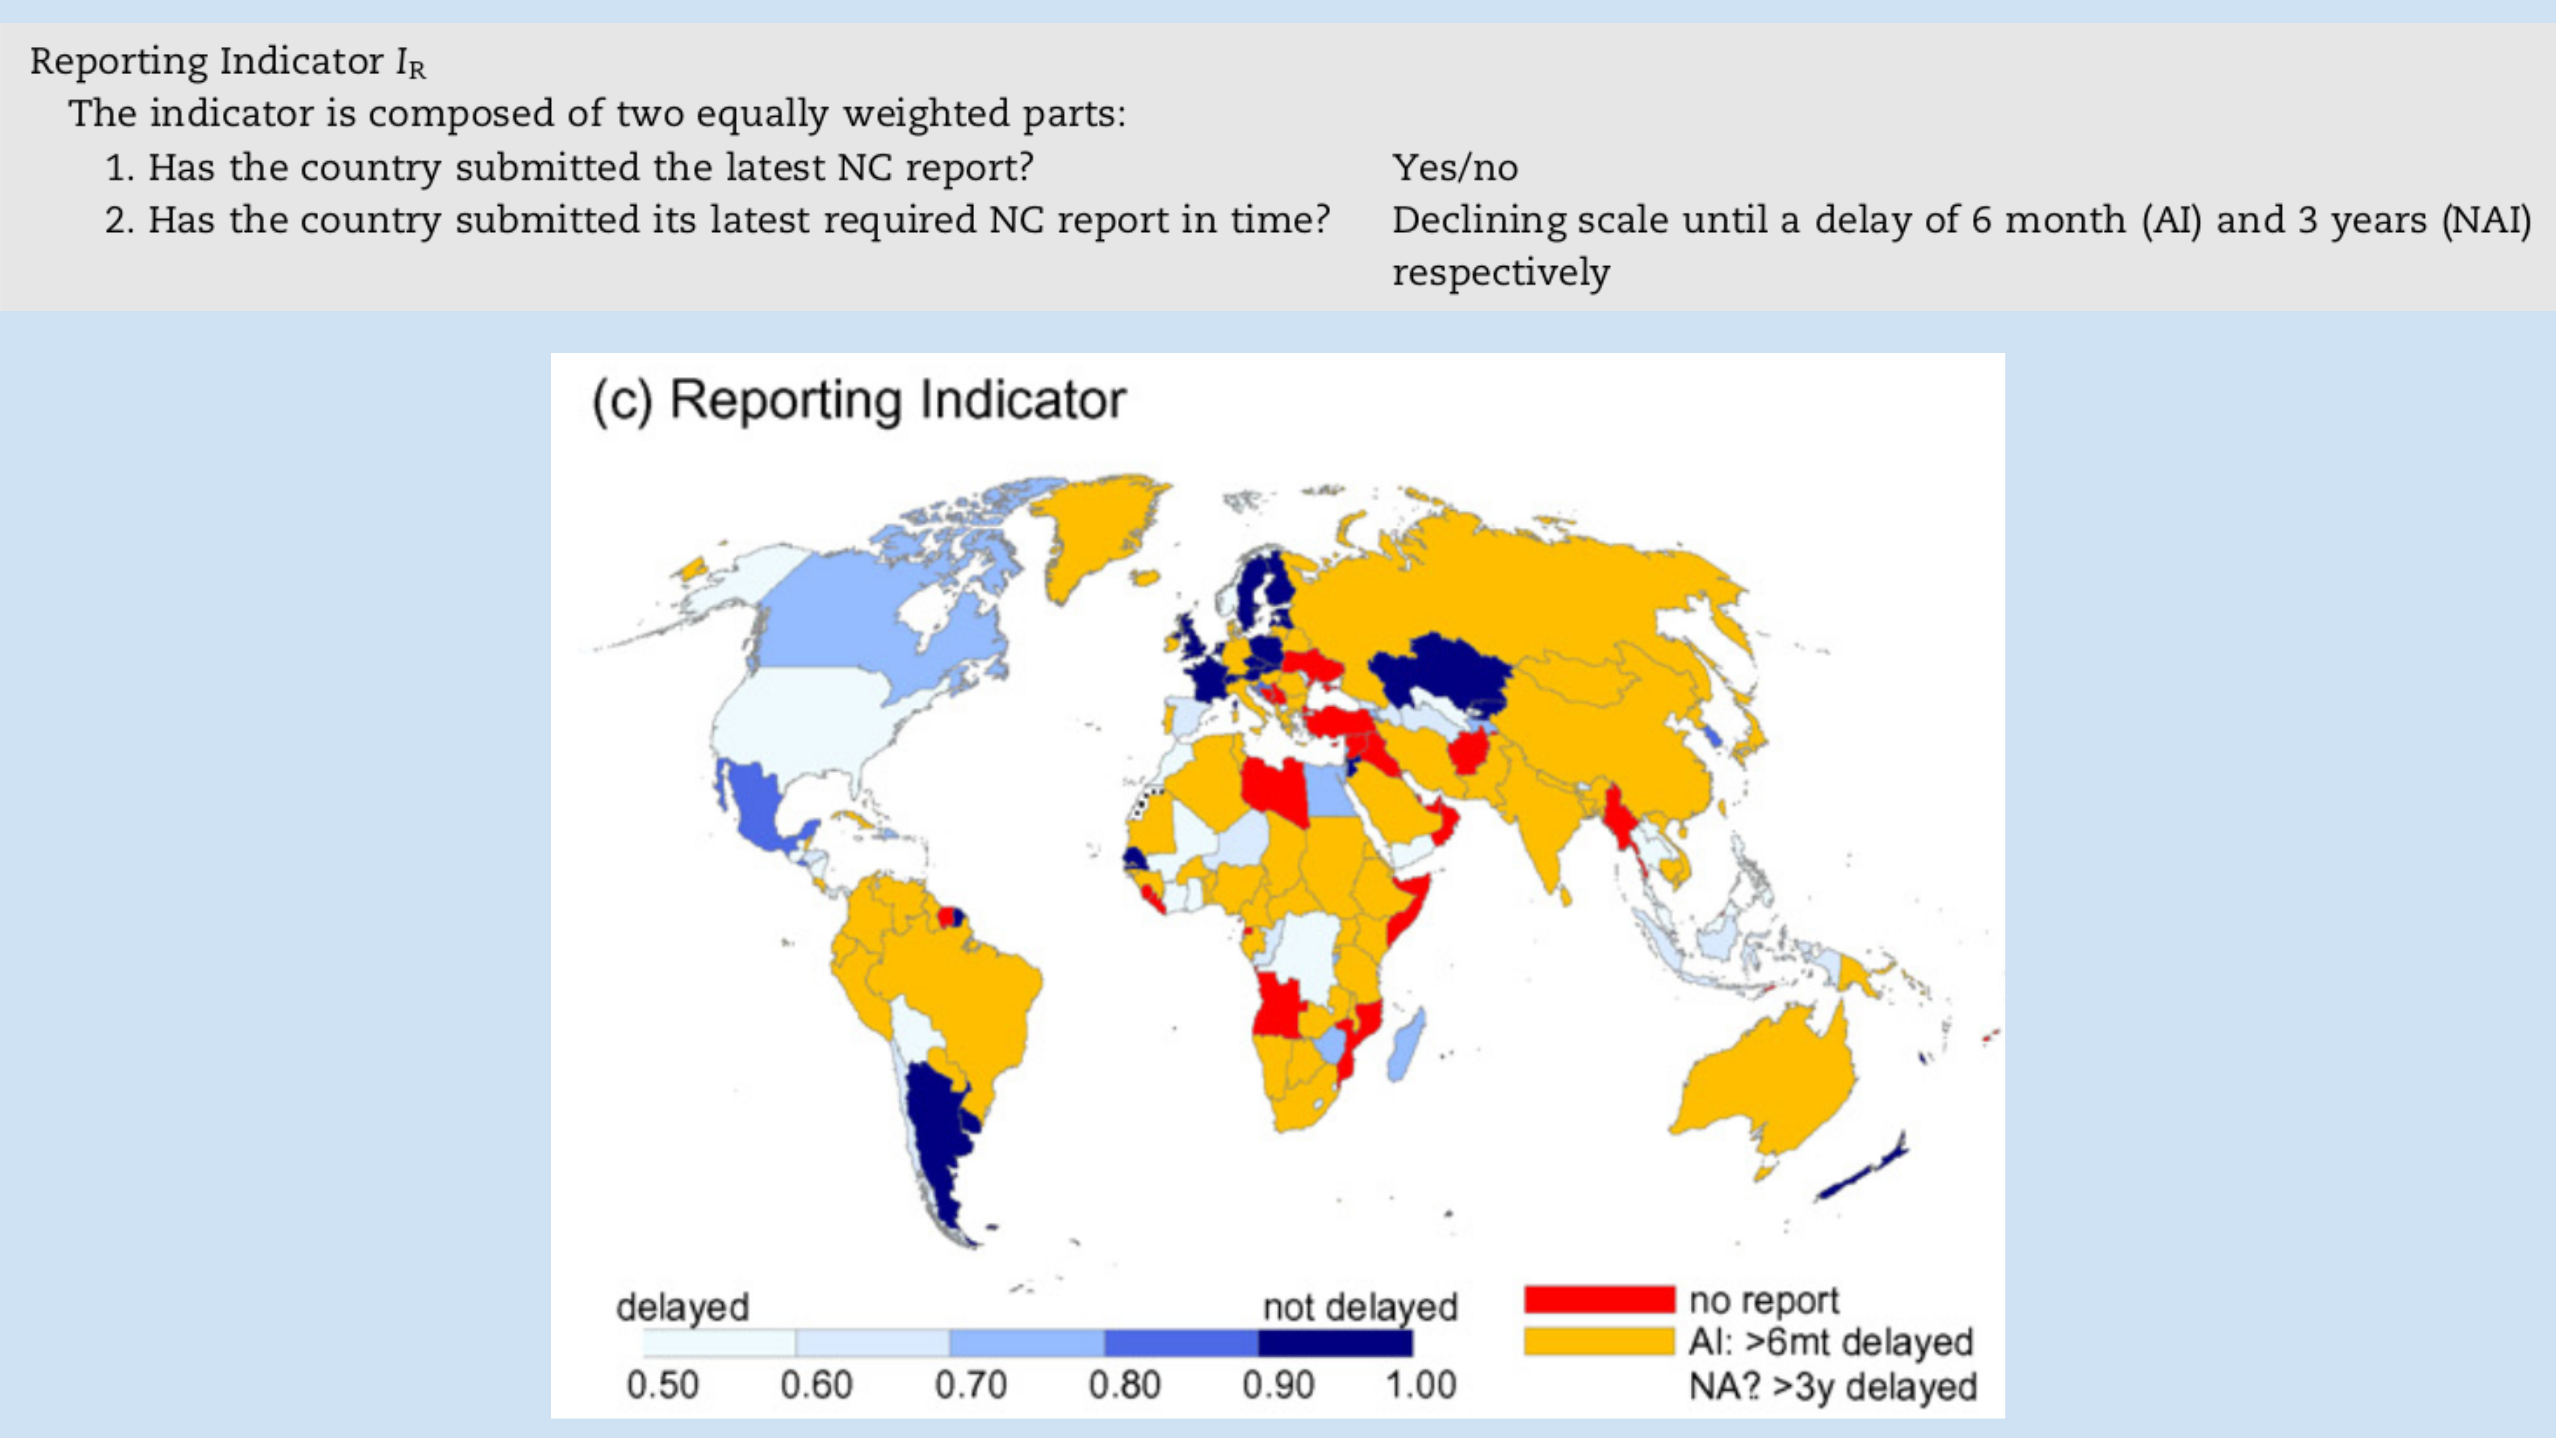 Reporting Indicator IR
The indicator is composed of two equally weighted parts:
1. Has the country submitted the latest NC report? Yes/no
2. Has the country submitted its latest required NC report in time? Declining scale until a delay of 6 month (AI) and 3 years (NAI)
respectively
(c) Reporting Indicator
delayed not delayed
0.50 0.60 0.70 0.80 0.90 1.00
no report
AI: >6mt delayed
NA? >3y delayed